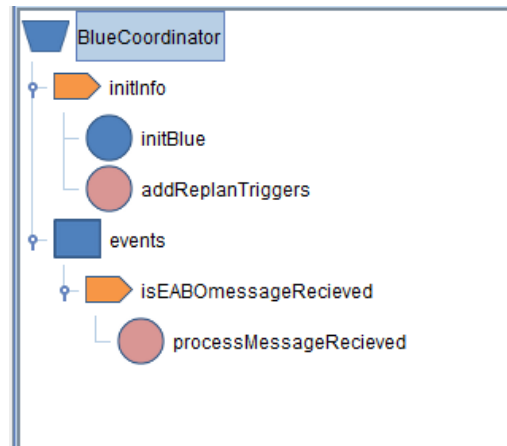 BlueCoordinator
initInfo
initBlue
addReplanTriggers
events
isEABOmessageRecieved
processMessageRecieved